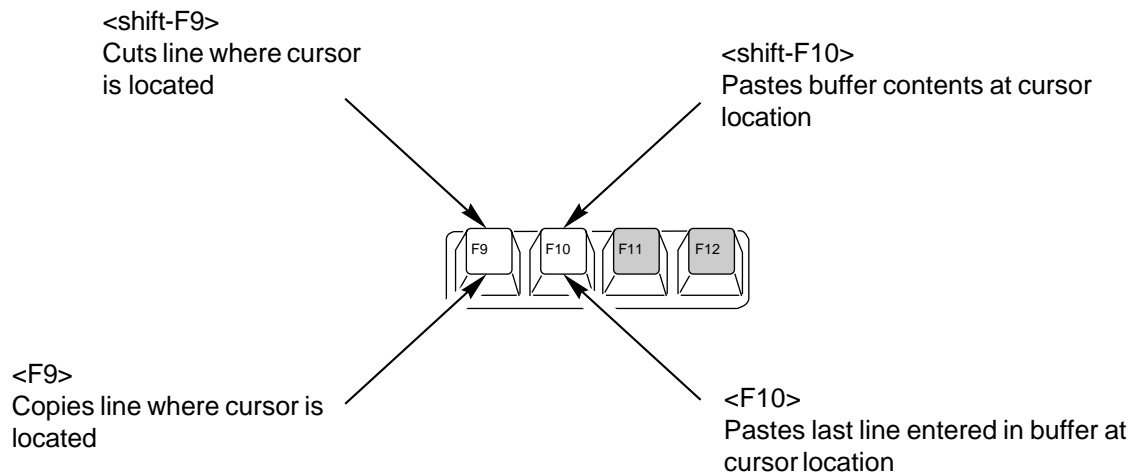 <shift-F9>
Cuts line where cursor
is located
<shift-F10>
Pastes buffer contents at cursor
location
F9
F10
F11
F12
<F9>
Copies line where cursor is
located
<F10>
Pastes last line entered in buffer at
cursor location